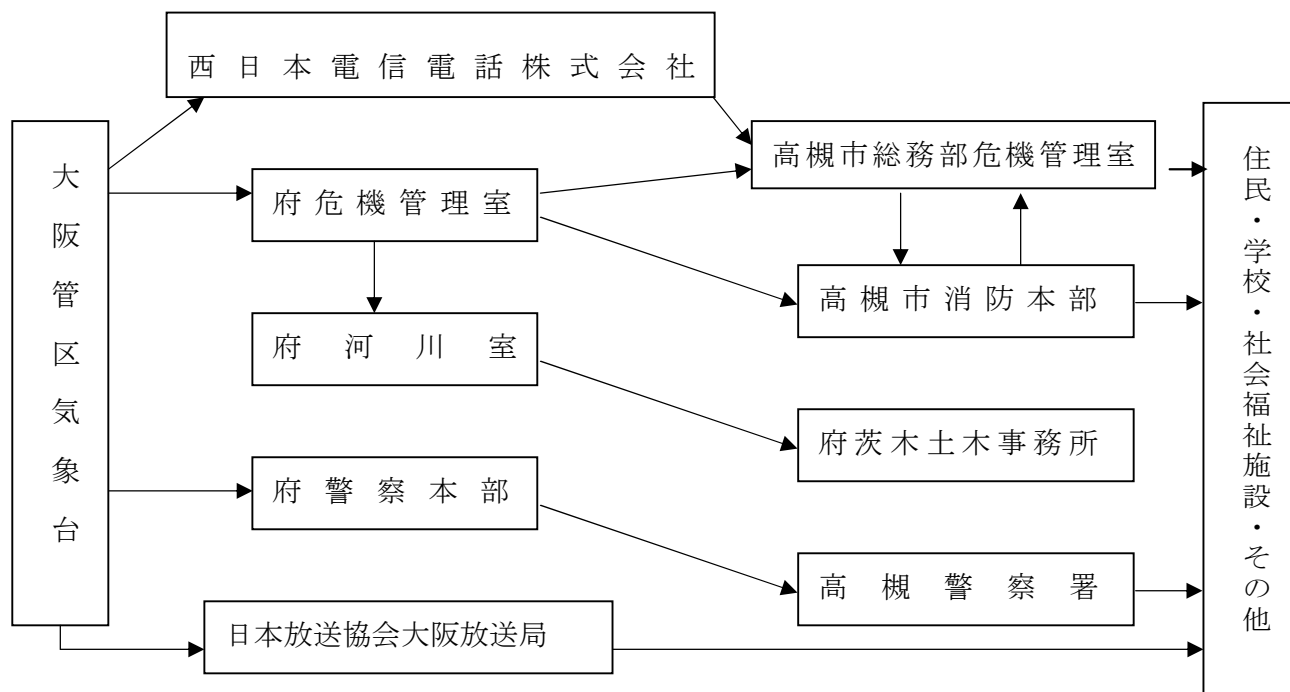 西日本電信電話株式会社
大阪管区気象台
高槻市総務部危機管理室
府危機管理室
高槻市消防本部
府河川室
府茨木土木事務所
府警察本部
高槻警察署
日本放送協会大阪放送局
住民・学校・社会福祉施設・その他